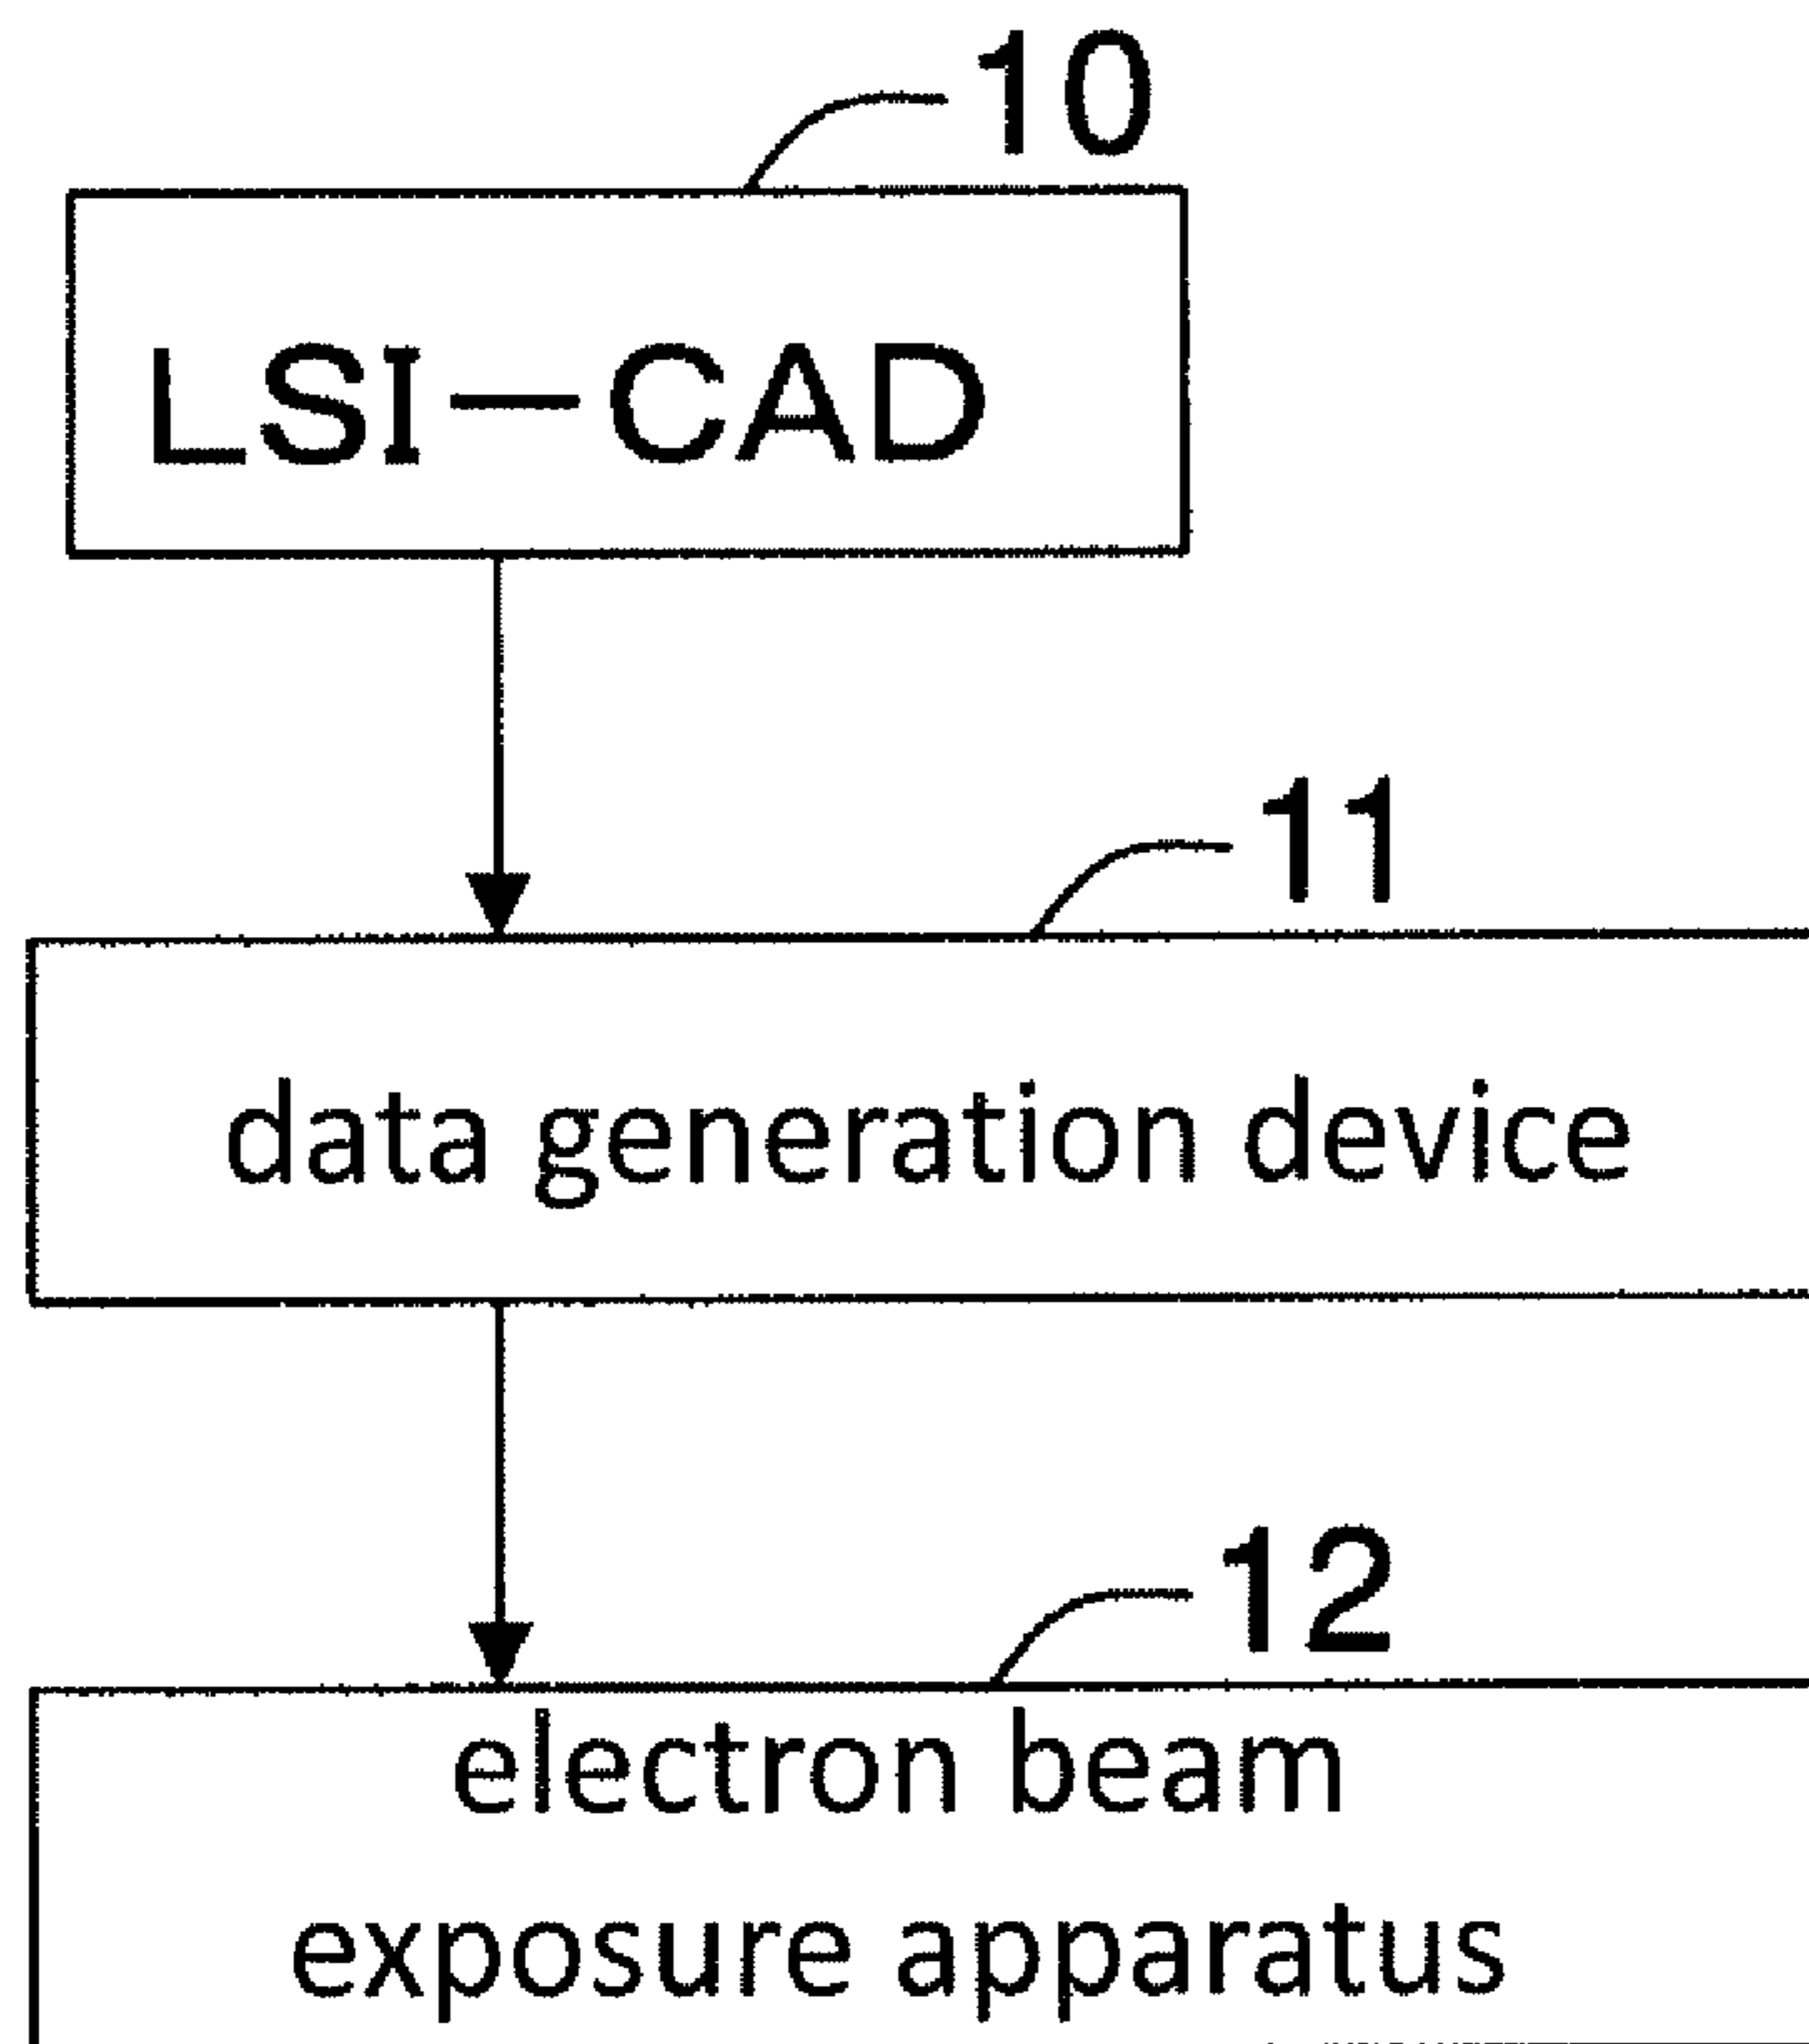 10
LSI-CAD
11
data generation device
12
electron beam
exposure apparatus